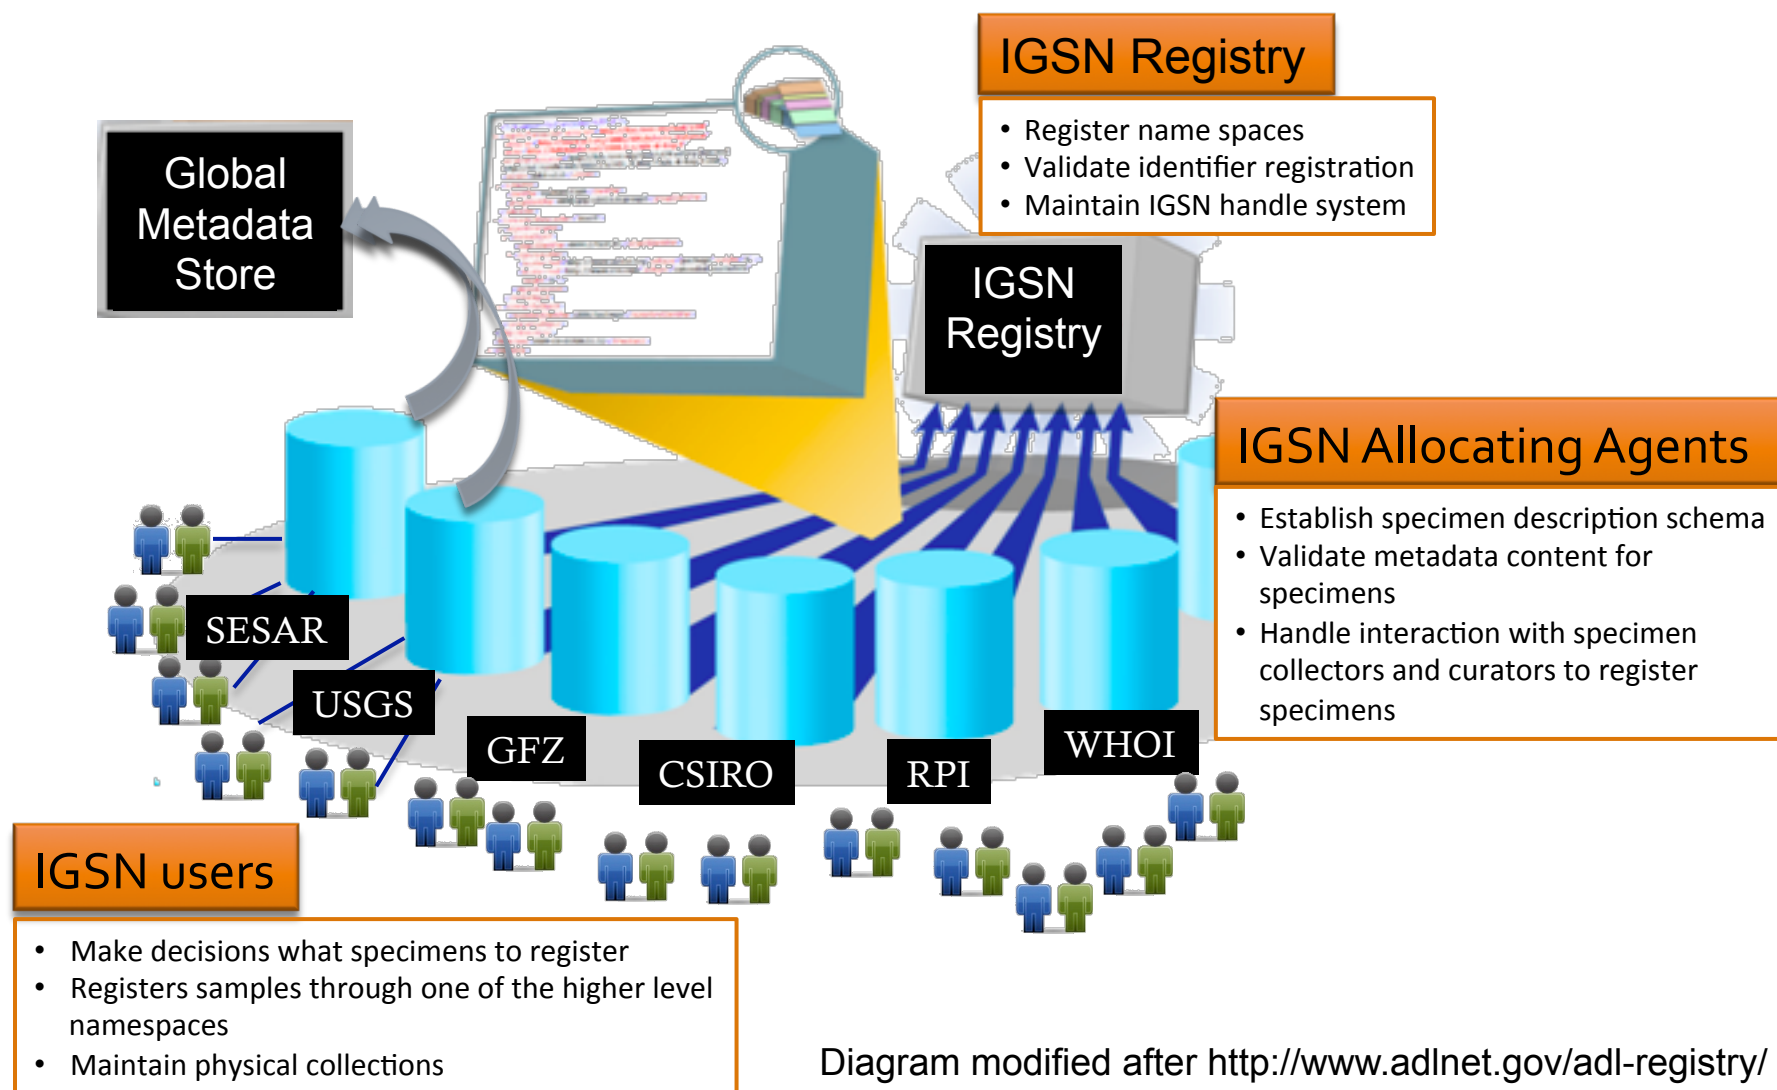 IGSN Registry
• Register name spaces
• Validate identifier registration
• Maintain IGSN handle system
Global
Metadata
Store
IGSN
Registry
IGSN Allocating Agents
• Establish specimen description schema
• Validate metadata content for
specimens
• Handle interaction with specimen
collectors and curators to register
specimens
SESAR
USGS
GFZ
CSIRO
RPI
WHOI
IGSN users
• Make decisions what specimens to register
• Registers samples through one of the higher level
namespaces
• Maintain physical collections
Diagram modified after http://www.adlnet.gov/adl-registry/